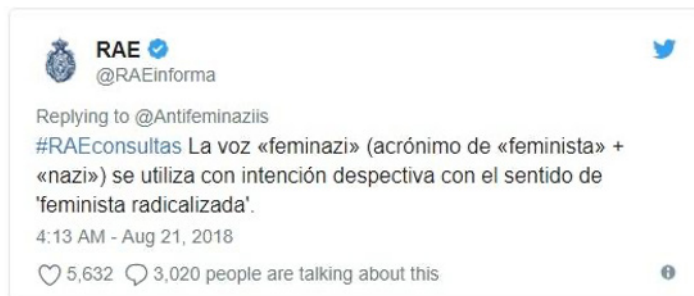 RAE
@RAEinforma
Replying to @Antifeminaziis
#RAEconsultas La voz «feminazi» (acrónimo de «feminista» +
«nazi») se utiliza con intención despectiva con el sentido de
'feminista radicalizada'.
4:13 AM - Aug 21, 2018
5,632 3,020 people are talking about this